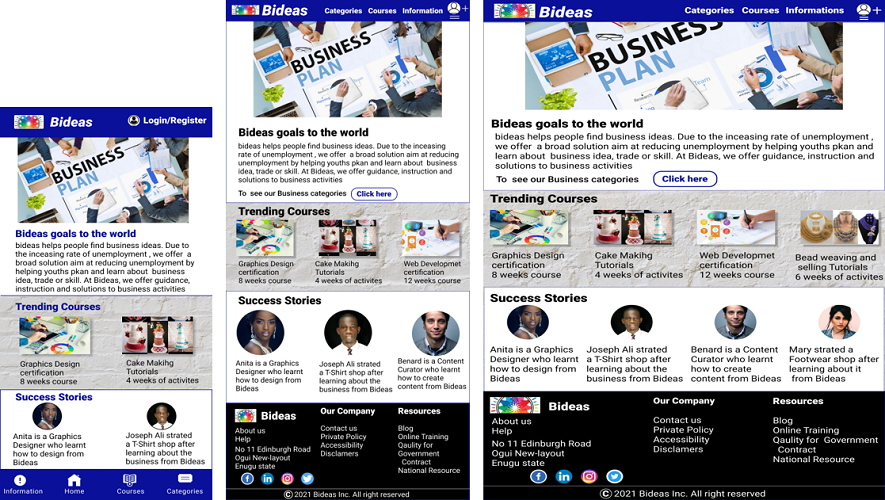 Bideas
Login/Register
BUSINESS
PLAN
Bideas goals to the world
bideas helps people find business ideas. Due to
the inceasing rate of unemployment , we offer a
broad solution aim at reducing unemployment by
helping youths pkan and learn about business
idea, trade or skill. At Bideas, we offer guidance,
instruction and solutions to business activities
Trending Courses
Graphics Design
certification
8 weeks course
Cake Makihg
Tutorials
4 weeks of activites
Success Stories
Anita is a Graphics
Designer who learnt
how to design from
Bideas
Joseph Ali strated
a T-Shirt shop after
learning about the
business from Bideas
Information
Home
Courses
Categories
Bideas
Categories Courses Information
BUSINESS
PLAN
Bideas goals to the world
bideas helps people find business ideas. Due to the inceasing
rate of unemployment , we offer a broad solution aim at reducing
unemployment by helping youths pkan and learn about business
idea, trade or skill. At Bideas, we offer guidance, instruction and
solutions to business activities
To see our Business categories Click here
Trending Courses
Graphics Design
certification
8 weeks course
Cake Makihg
Tutorials
4 weeks of activites
Web Developmet
certification
12 weeks course
Success Stories
Anita is a Graphics
Designer who learnt
how to design from
Bideas
Joseph Ali strated
a T-Shirt shop after
learning about the
business from Bideas
Benard is a Content
Curator who learnt
how to create
content from Bideas
Bideas
About us
Help
No 11 Edinburgh Road
Ogui New-layout
Enugu state
Our Company
Contact us
Private Policy
Accessibility
Disclamers
Resources
Blog
Online Training
Quality for
Government
Contract
National Resource
© 2021 Bideas Inc. All right reserved
Bideas
Categories Courses Informations
BUSINESS
PLAN
Bideas goals to the world
bideas helps people find business ideas. Due to the inceasing rate of unemployment ,
we offer a broad solution aim at reducing unemployment by helping youths pkan and
learn about business idea, trade or skill. At Bideas, we offer guidance, instruction and
solutions to business activities
To see our Business categories Click here
Trending Courses
Graphics Design
certification
8 weeks course
Cake Makihg
Tutorials
4 weeks of activites
Web Developmet
certification
12 weeks course
Bead weaving and
selling Tutorials
6 weeks of activites
Success Stories
Anita is a Graphics
Designer who learnt
how to design from
Bideas
Joseph Ali strated
a T-Shirt shop after
learning about the
business from Bideas
Benard is a Content
Curator who learnt
how to create
content from Bideas
Mary strated a
Footwear shop after
learning about it
from Bideas
Bideas
About us
Help
No 11 Edinburgh Road
Ogui New-layout
Enugu state
Our Company
Contact us
Private Policy
Accessibility
Disclamers
Resources
Blog
Online Training
Qaulity for Government
Contract
National Resource
© 2021 Bideas Inc. All right reserved